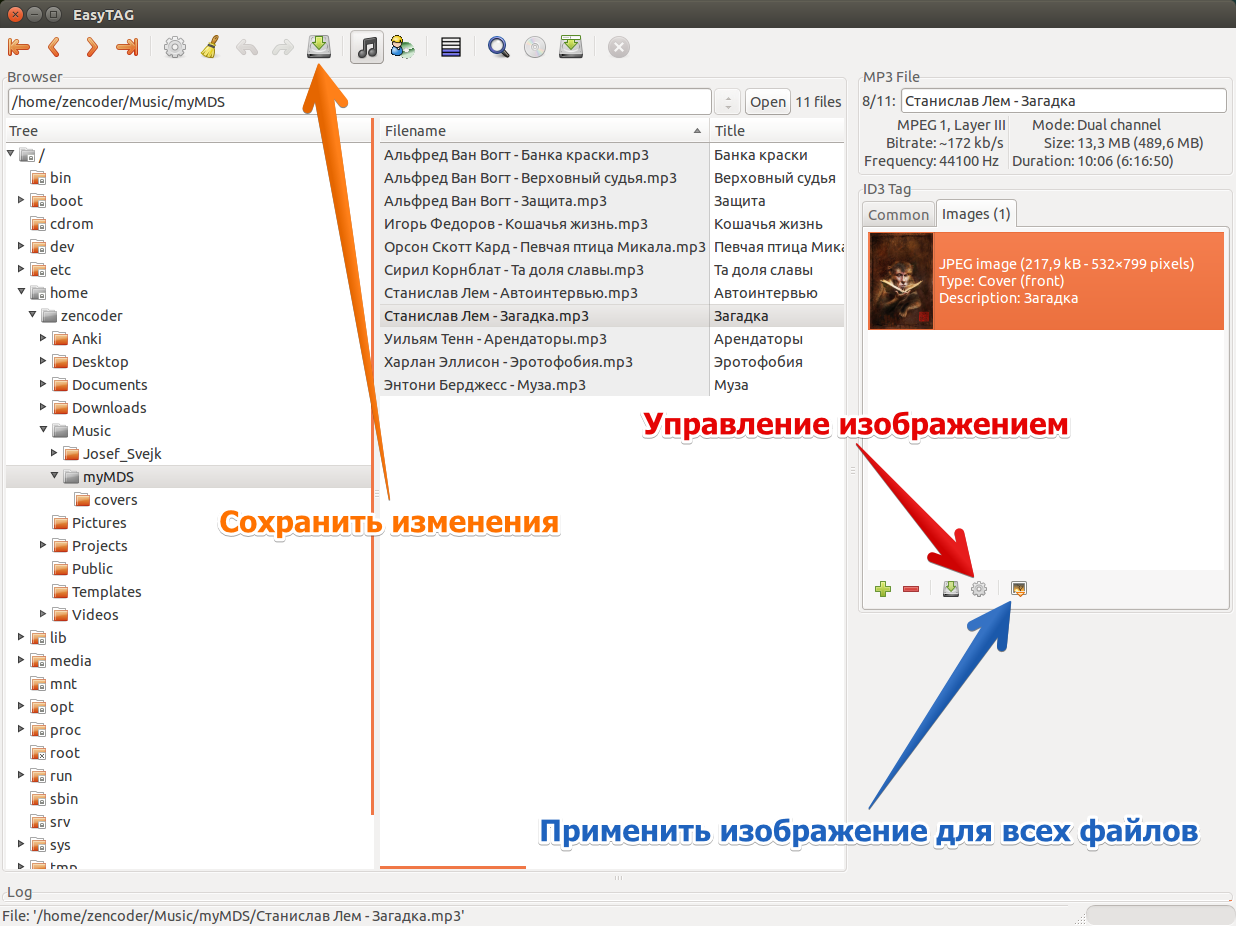 EasyTAG
Browser
/home/zencoder/Music/myMDS
Open
11 files
Tree
/
bin
boot
cdrom
dev
etc
home
zencoder
Anki
Desktop
Documents
Downloads
Music
Josef_Svejk
myMDS
covers
Pictures
Projects
Public
Templates
Videos
lib
media
mnt
opt
proc
root
run
sbin
srv
sys
tmp
Filename Title
Альфред Ван Вогт - Банка краски.mp3 Банка краски
Альфред Ван Вогт - Верховный судья.mp3 Верховный судья
Альфред Ван Вогт - Защита.mp3 Защита
Игорь Федоров - Кошачья жизнь.mp3 Кошачья жизнь
Орсон Скотт Кард - Певчая птица Микала.mp3 Певчая птица Мика
Сирил Корнблат - Та доля славы.mp3 Та доля славы
Станислав Лем - Автоинтервью.mp3 Автоинтервью
Станислав Лем - Загадка.mp3 Загадка
Уильям Тенн - Арендаторы.mp3 Арендаторы
Харлан Эллисон - Эротофобия.mp3 Эротофобия
Энтони Берджесс - Муза.mp3 Муза
MP3 File
8/11: Станислав Лем - Загадка
MPEG 1, Layer III Mode: Dual channel
Bitrate: ~172 kb/s Size: 13,3 MB (489,6 MB)
Frequency: 44100 Hz Duration: 10:06 (6:16:50)
ID3 Tag
Common Images (1)
JPEG image (217,9 kB - 532×799 pixels)
Type: Cover (front)
Description: Загадка
Управление изображением
Сохранить изменения
Применить изображение для всех файлов
Log
File: '/home/zencoder/Music/myMDS/Станислав Лем - Загадка.mp3'